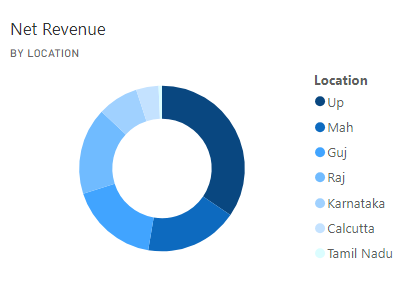 Net Revenue
BY LOCATION
Location
Up
Mah
Guj
Raj
Karnataka
Calcutta
Tamil Nadu